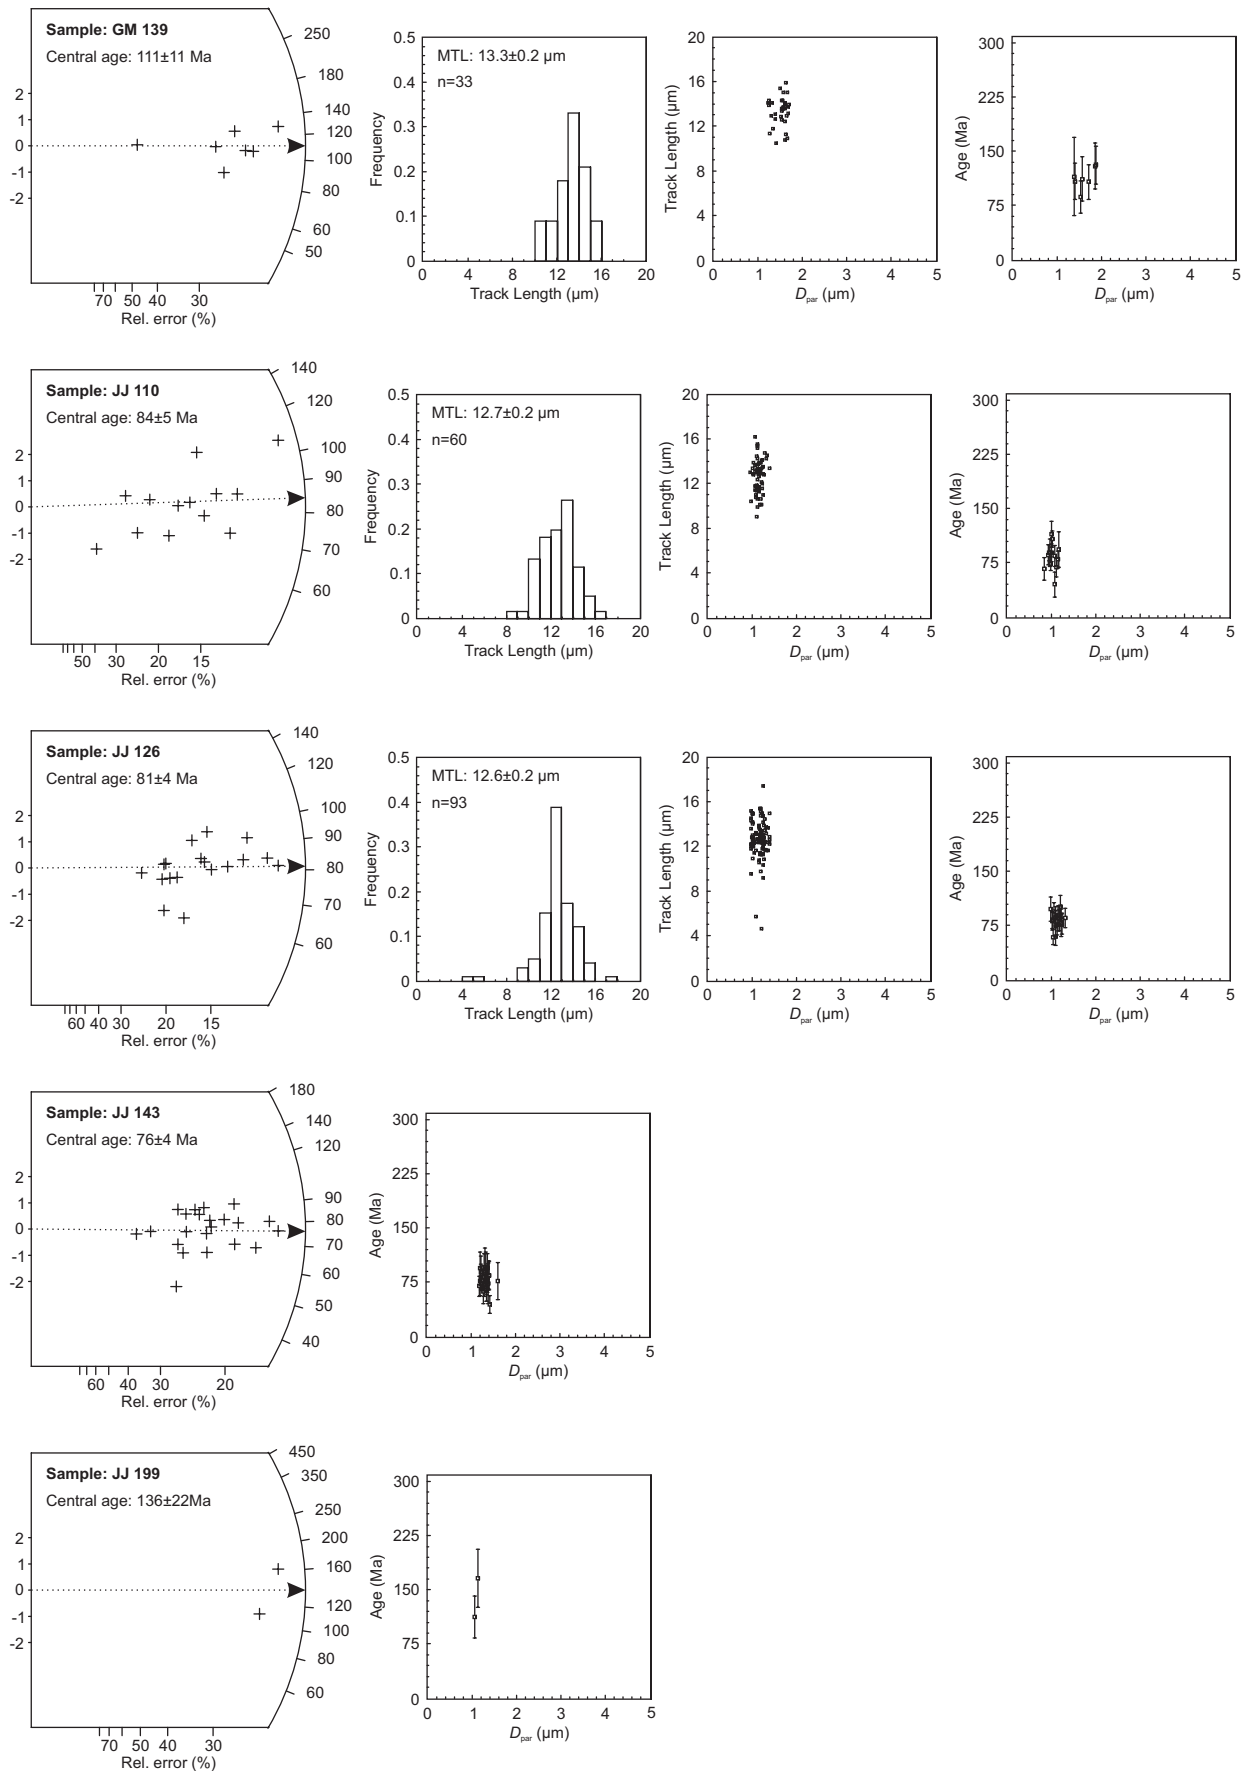 Sample: GM 139
Central age: 111±11 Ma
2
1
0
-1
-2
250
180
140
120
100
80
60
50
70 50 40 30
Rel. error (%)
MTL: 13.3±0.2 µm
n=33
Frequency
0.5
0.4
0.3
0.2
0.1
0
0 4 8 12 16 20
Track Length (µm)
Track Length (µm)
20
16
12
8
4
0
0 1 2 3 4 5
Dpar (µm)
Age (Ma)
300
225
150
75
0
0 1 2 3 4 5
Dpar (µm)
Sample: JJ 110
Central age: 84±5 Ma
2
1
0
-1
-2
140
120
100
90
80
70
60
50 30 20 15
Rel. error (%)
MTL: 12.7±0.2 µm
n=60
Frequency
0.5
0.4
0.3
0.2
0.1
0
0 4 8 12 16 20
Track Length (µm)
Track Length (µm)
20
16
12
8
4
0
0 1 2 3 4 5
Dpar (µm)
Age (Ma)
300
225
150
75
0
0 1 2 3 4 5
Dpar (µm)
Sample: JJ 126
Central age: 81±4 Ma
2
1
0
-1
-2
140
120
100
90
80
70
60
60 40 30 20 15
Rel. error (%)
MTL: 12.6±0.2 µm
n=93
Frequency
0.5
0.4
0.3
0.2
0.1
0
0 4 8 12 16 20
Track Length (µm)
Track Length (µm)
20
16
12
8
4
0
0 1 2 3 4 5
Dpar (µm)
Age (Ma)
300
225
150
75
0
0 1 2 3 4 5
Dpar (µm)
Sample: JJ 143
Central age: 76±4 Ma
2
1
0
-1
-2
180
140
120
90
80
70
60
50
40
60 40 30 20
Rel. error (%)
Age (Ma)
300
225
150
75
0
0 1 2 3 4 5
Dpar (µm)
Sample: JJ 199
Central age: 136±22Ma
2
1
0
-1
-2
450
350
250
200
160
120
100
80
60
70 50 40 30
Rel. error (%)
Age (Ma)
300
225
150
75
0
0 1 2 3 4 5
Dpar (µm)